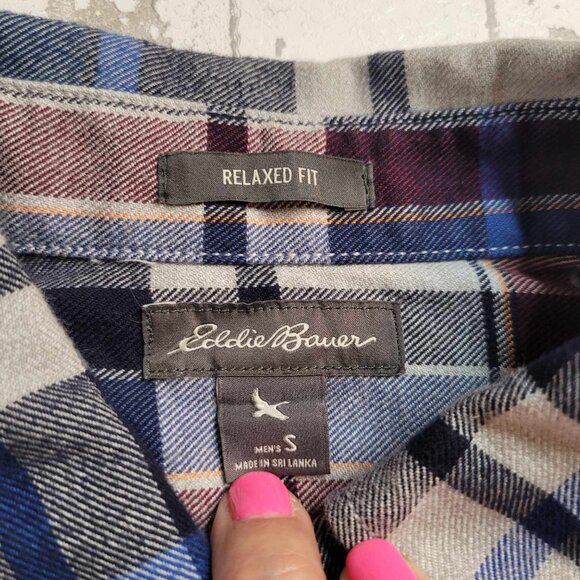 RELAXED FIT
Eddie Bauer
MEN'S S
MADE IN SRI LANKA